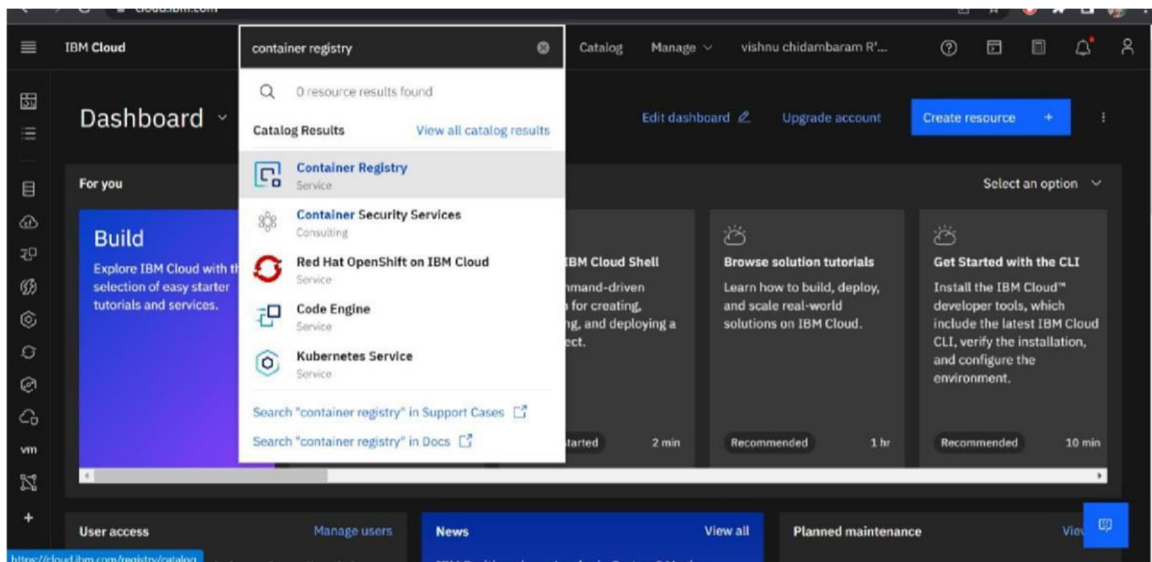 cloud.ibm.com
IBM Cloud
container registry
Catalog
Manage
vishnu chidambaram R'...
Dashboard
0 resource results found
Edit dashboard
Upgrade account
Create resource +
Catalog Results
View all catalog results
For you
Select an option
Container Registry
Service
Container Security Services
Consulting
Red Hat OpenShift on IBM Cloud
Service
Code Engine
Service
Kubernetes Service
Service
Search "container registry" in Support Cases
Search "container registry" in Docs
Build
Explore IBM Cloud with
selection of easy starter
tutorials and services.
IBM Cloud Shell
for creating,
and deploying a
2 min
Browse solution tutorials
Learn how to build, deploy,
and scale real-world
solutions on IBM Cloud.
Recommended
1 hr
Get Started with the CLI
Install the IBM Cloud™
developer tools, which
include the latest IBM Cloud
CLI, verify the installation,
and configure the
environment.
Recommended
10 min
vm
User access
Manage users
News
View all
Planned maintenance
https://cloud.ibm.com/registry/catalog